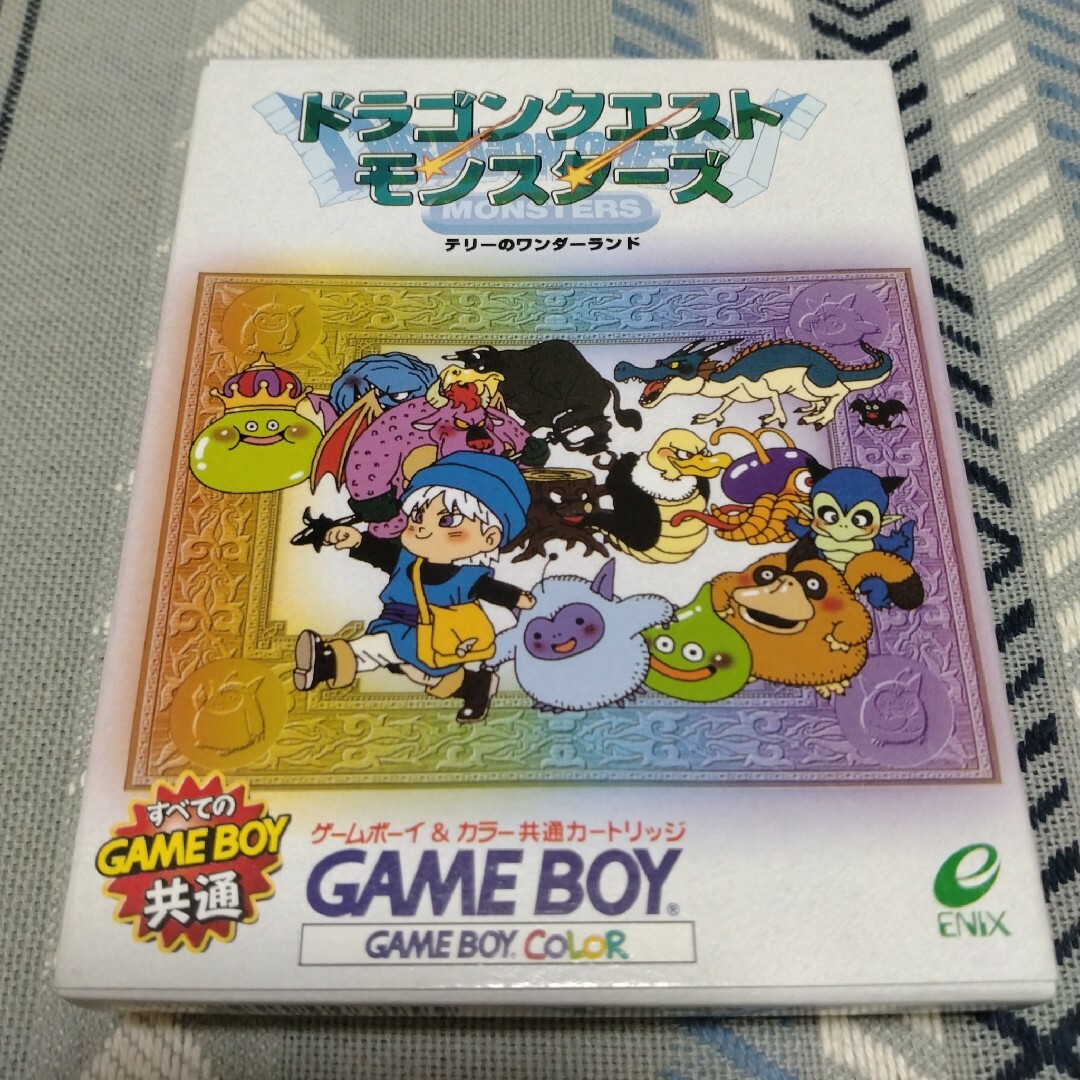 ドラゴンクエスト
モンスターズ
MONSTERS
テリーのワンダーランド
すべての
GAME BOY
共通
ゲームボーイ & カラー共通カートリッジ
GAME BOY®
GAME BOY COLOR
e
ENIX